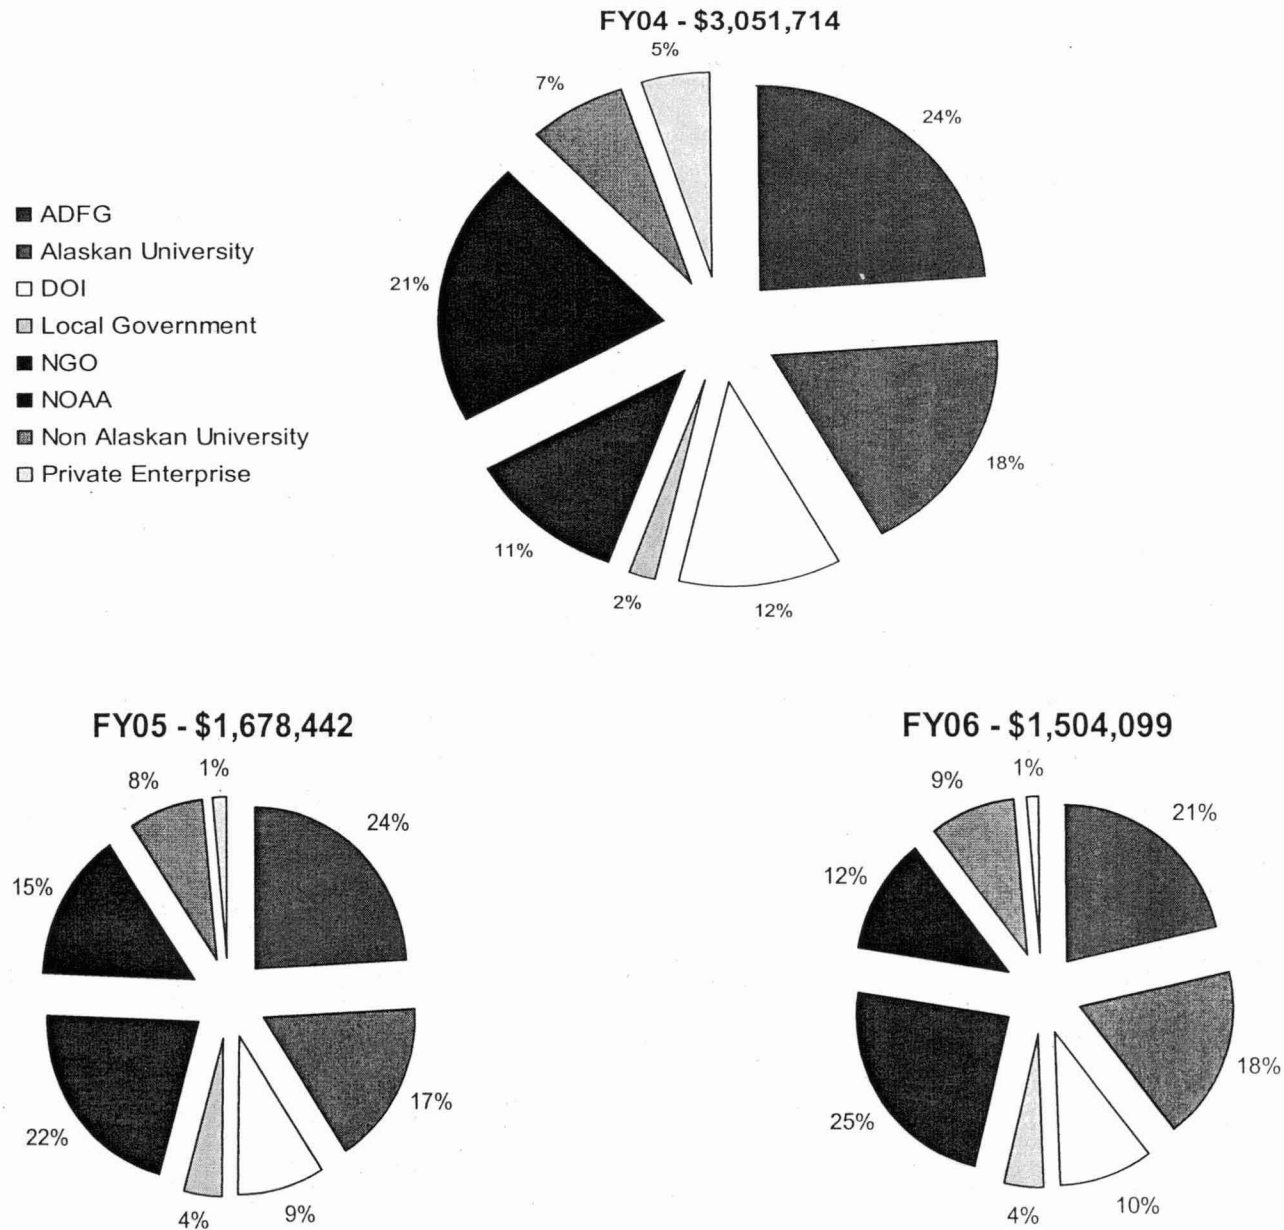 FY04 - $3,051,714
5%
7%
24%
ADFG
Alaskan University
DOI
Local Government
NGO
NOAA
Non Alaskan University
Private Enterprise
21%
18%
11%
2%
12%
FY05 - $1,678,442
8%
1%
24%
15%
17%
22%
4%
9%
FY06 - $1,504,099
9%
1%
21%
12%
18%
25%
4%
10%